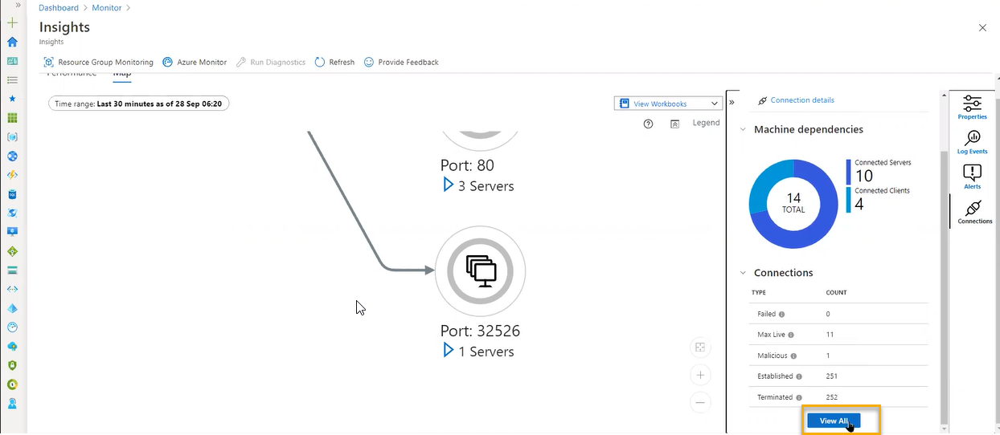 Dashboard > Monitor >
Insights
Insights
Resource Group Monitoring Azure Monitor Run Diagnostics Refresh Provide Feedback
Performance Map
Time range: Last 30 minutes as of 28 Sep 06:20
View Workbooks
Legend
Port: 80
3 Servers
Port: 32526
1 Servers
Connection details
Machine dependencies
14
TOTAL
Connected Servers
10
Connected Clients
4
Connections
TYPE COUNT
Failed 0
Max Live 11
Malicious 1
Established 251
Terminated 252
View All
Properties
Log Events
Alerts
Connections